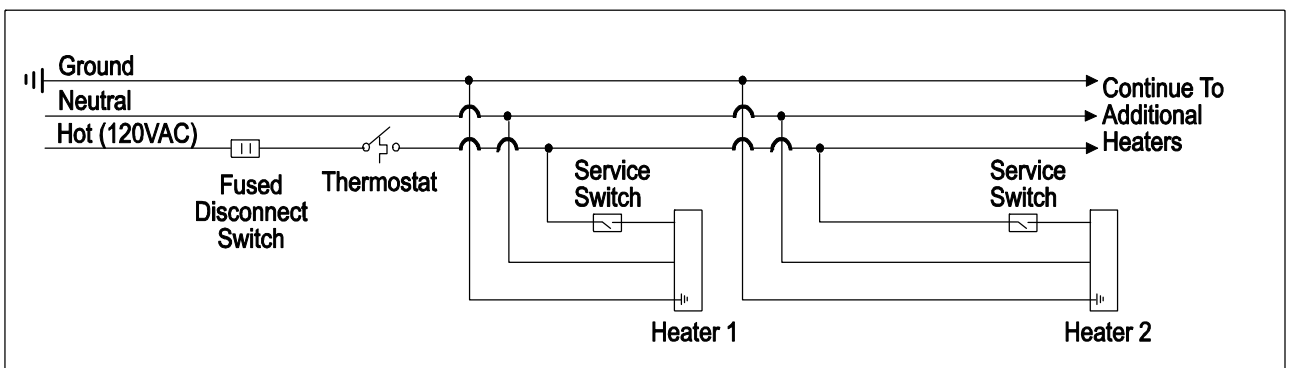 Ground
Neutral
Hot (120VAC)
Continue To
Additional
Heaters
Fused
Disconnect
Switch
Thermostat
Service
Switch
Service
Switch
Heater 1
Heater 2